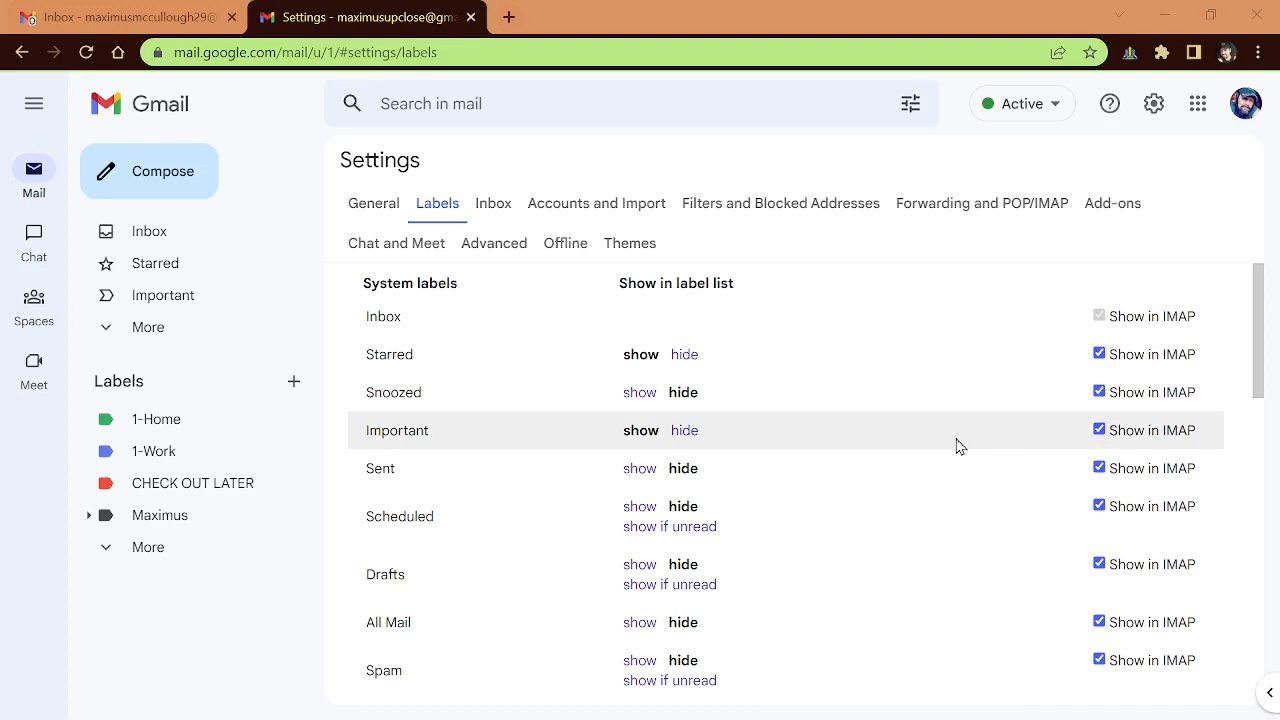 Inbox - maximusmccullough29@
Settings - maximusupclose@gma
mail.google.com/mail/u/1/#settings/labels
Gmail
Search in mail
Active
Compose
Mail
Chat
Spaces
Meet
Inbox
Starred
Important
More
Labels
1-Home
1-Work
CHECK OUT LATER
Maximus
More
Settings
General Labels Inbox Accounts and Import Filters and Blocked Addresses Forwarding and POP/IMAP Add-ons
Chat and Meet Advanced Offline Themes
System labels Show in label list
Inbox Show in IMAP
Starred show hide Show in IMAP
Snoozed show hide Show in IMAP
Important show hide Show in IMAP
Sent show hide Show in IMAP
Scheduled show hide Show in IMAP
show if unread
Drafts show hide Show in IMAP
show if unread
All Mail show hide Show in IMAP
Spam show hide Show in IMAP
show if unread